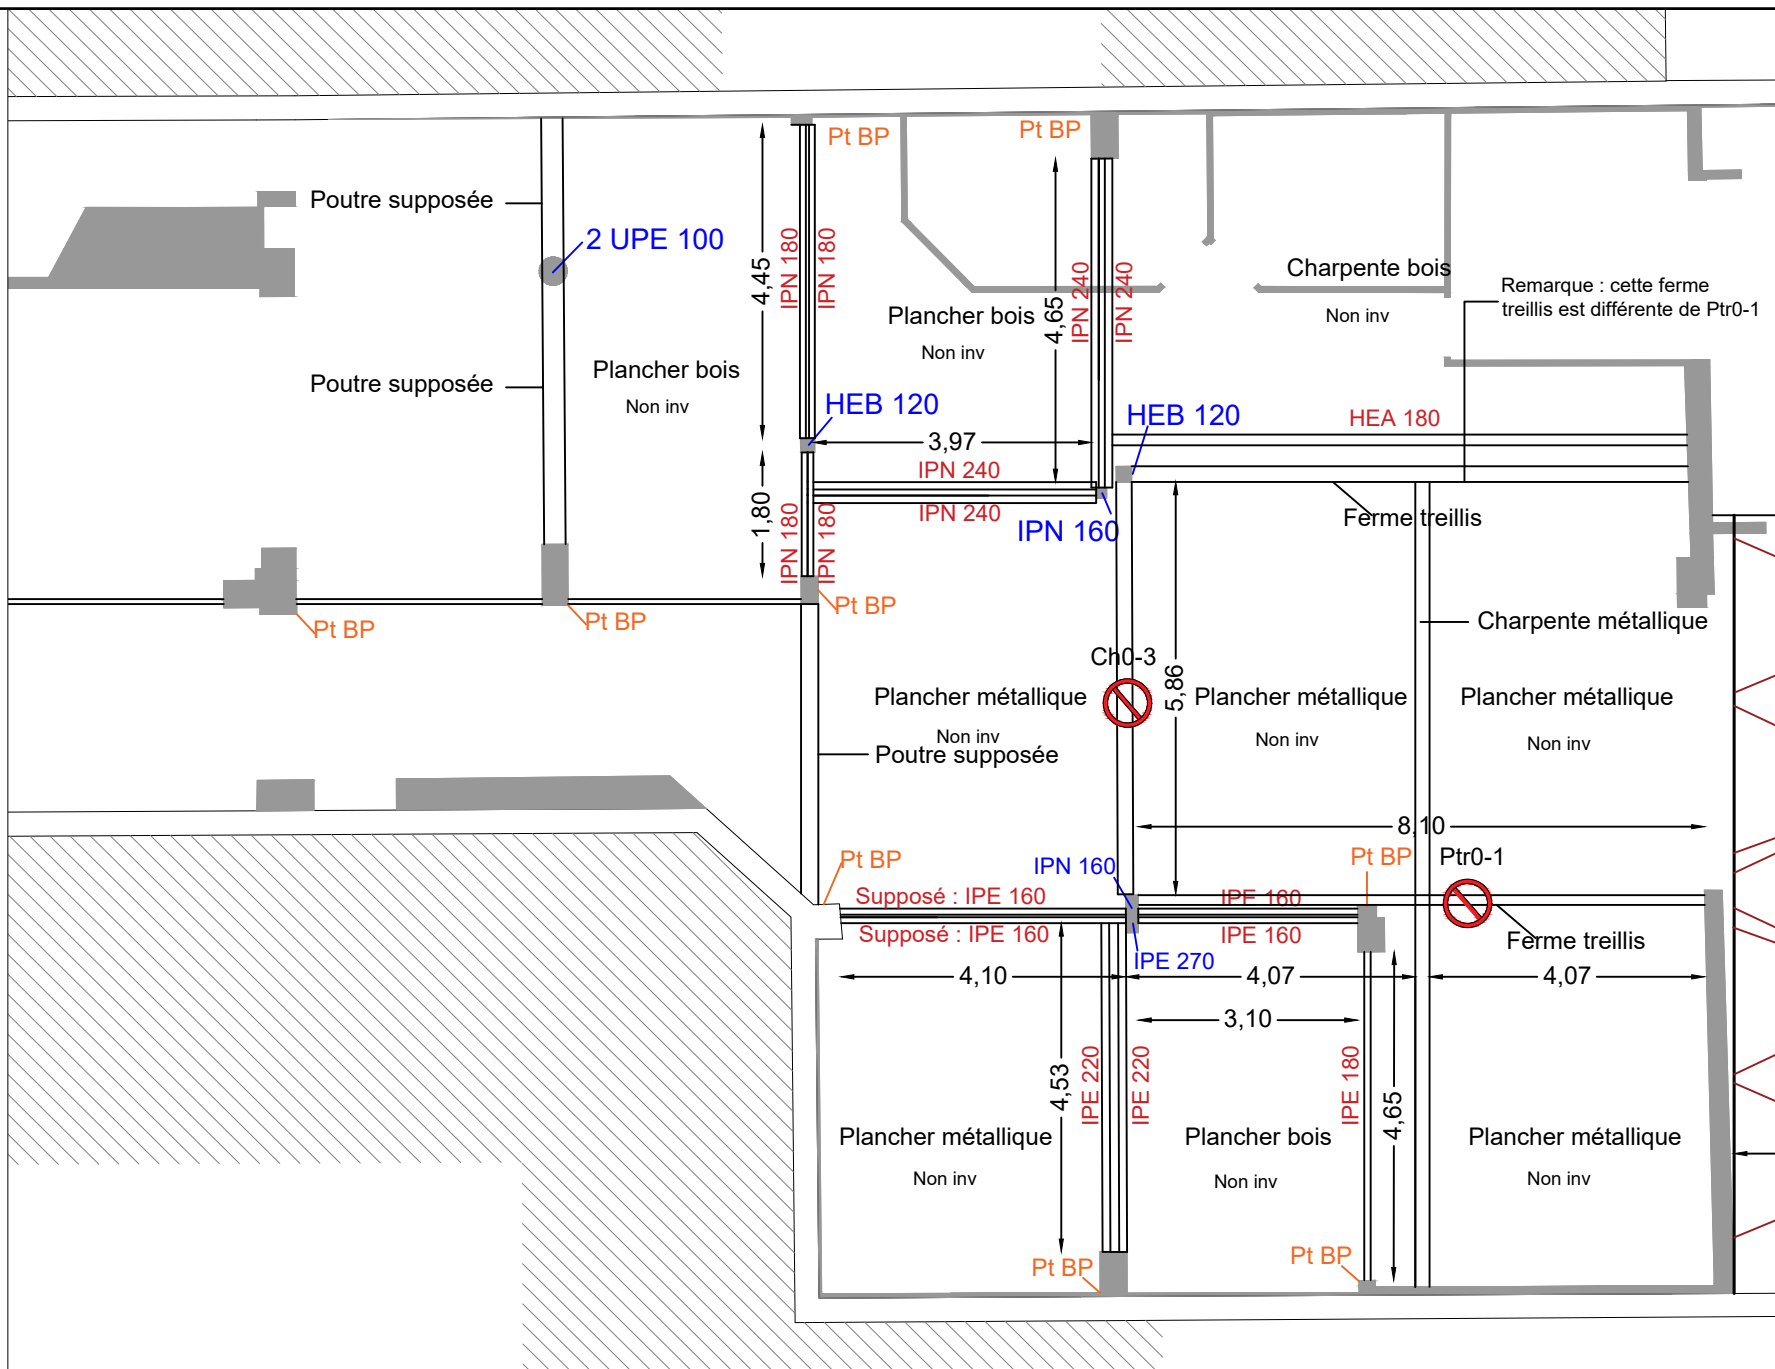 Pt BP
Pt BP
Poutre supposée
2 UPE 100
4,45
IPN 180
IPN 180
Plancher bois
Non inv
4,65
IPN 240
IPN 240
Charpente bois
Non inv
Remarque : cette ferme
treillis est différente de Ptr0-1
Poutre supposée
Plancher bois
Non inv
HEB 120
3,97
HEB 120
HEA 180
IPN 240
IPN 240
IPN 160
Ferme treillis
1,80
IPN 180
IPN 180
Pt BP
Pt BP
Pt BP
Charpente métallique
Ch0-3
5,86
Plancher métallique
Non inv
Plancher métallique
Non inv
Plancher métallique
Non inv
Poutre supposée
8,10
Pt BP
IPN 160
Pt BP
Ptr0-1
Supposé : IPE 160
IPE 160
Supposé : IPE 160
IPE 160
Ferme treillis
IPE 270
4,10
4,07
4,07
3,10
4,53
IPE 220
IPE 220
IPE 180
4,65
Plancher métallique
Non inv
Plancher bois
Non inv
Plancher métallique
Non inv
Pt BP
Pt BP